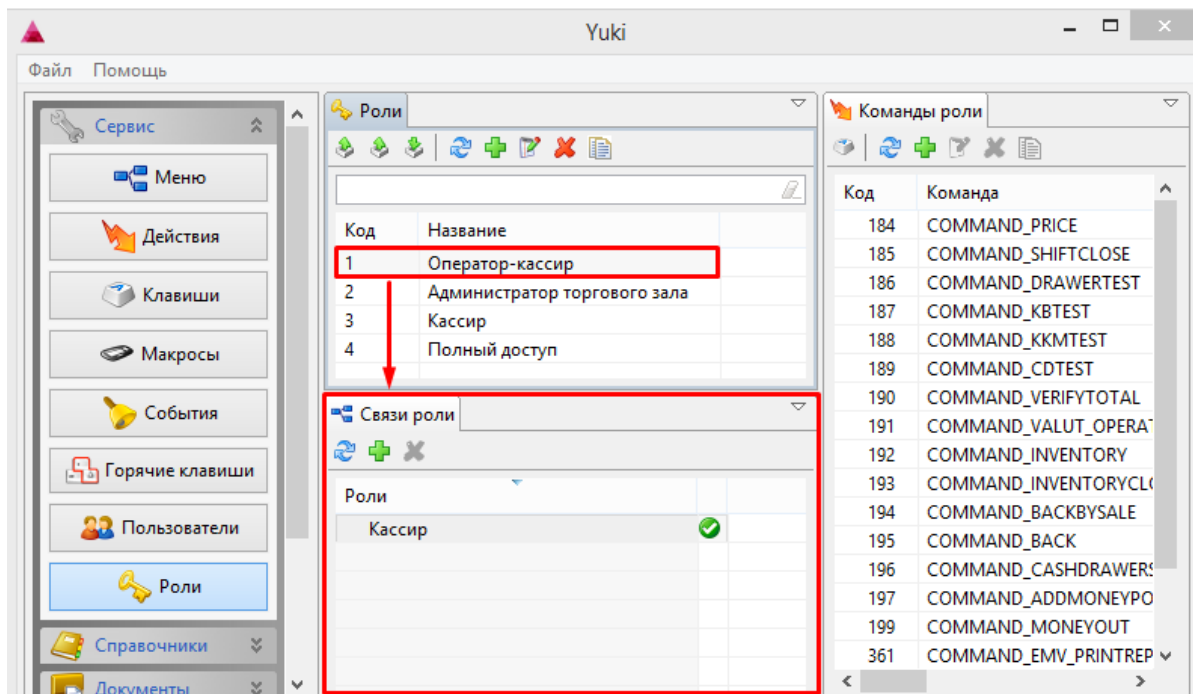 Yuki
Файл Помощь
Сервис
Меню
Действия
Клавиши
Макросы
События
Горячие клавиши
Пользователи
Роли
Справочники
Документы
Роли
Код Название
1 Оператор-кассир
2 Администратор торгового зала
3 Кассир
4 Полный доступ
Связи роли
Роли
Кассир
Команды роли
Код Команда
184 COMMAND_PRICE
185 COMMAND_SHIFTCLOSE
186 COMMAND_DRAWERTEST
187 COMMAND_KBTEST
188 COMMAND_KKMTEST
189 COMMAND_CDTEST
190 COMMAND_VERIFYTOTAL
191 COMMAND_VALUT_OPERAT
192 COMMAND_INVENTORY
193 COMMAND_INVENTORYCL
194 COMMAND_BACKBYSALE
195 COMMAND_BACK
196 COMMAND_CASHDRAWERS
197 COMMAND_ADDMONEYPO
199 COMMAND_MONEYOUT
361 COMMAND_EMV_PRINTREP